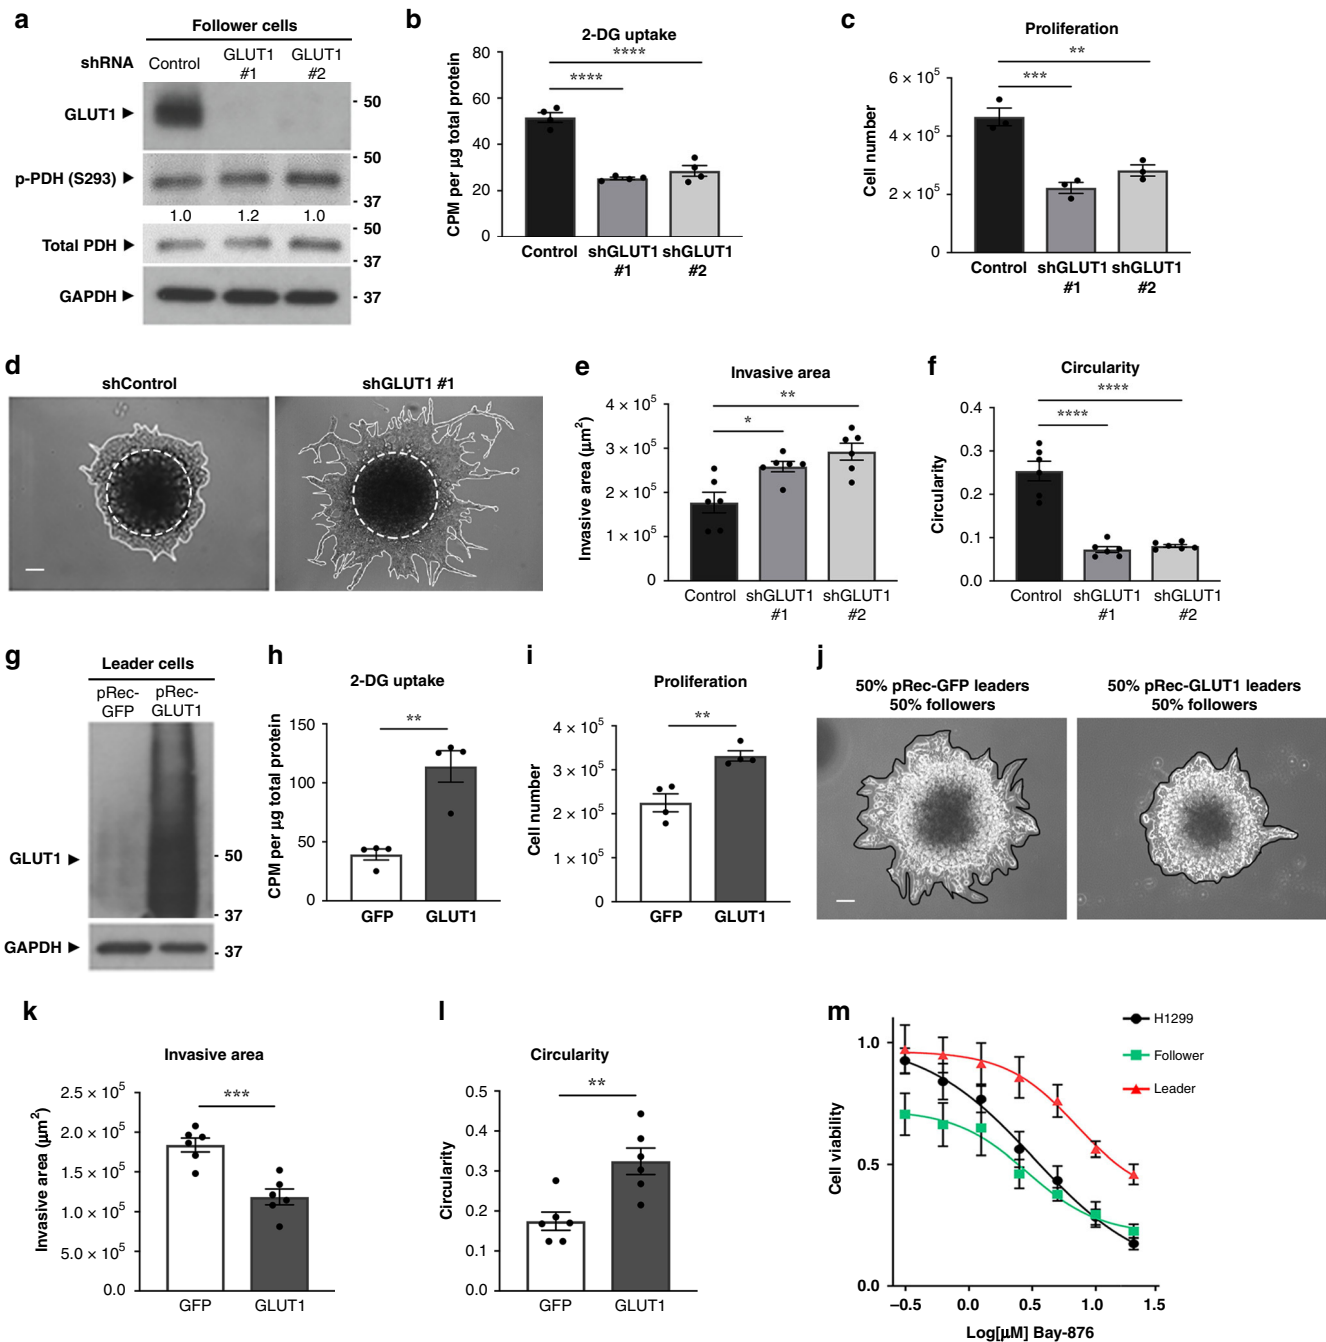 a
Follower cells
shRNA
Control
GLUT1
#1
GLUT1
#2
GLUT1
- 50
p-PDH (S293)
- 50
- 37
1.0 1.2 1.0
Total PDH
- 50
- 37
GAPDH
- 37
b
2-DG uptake
****
****
CPM per μg total protein
80
60
40
20
0
Control
shGLUT1
#1
shGLUT1
#2
c
Proliferation
**
***
Cell number
6 × 10⁵
4 × 10⁵
2 × 10⁵
0
Control
shGLUT1
#1
shGLUT1
#2
d
shControl
shGLUT1 #1
e
Invasive area
**
*
Invasive area (μm²)
4 × 10⁵
3 × 10⁵
2 × 10⁵
1 × 10⁵
0
Control
shGLUT1
#1
shGLUT1
#2
f
Circularity
****
****
Circularity
0.4
0.3
0.2
0.1
0.0
Control
shGLUT1
#1
shGLUT1
#2
g
Leader cells
pRec-
GFP
pRec-
GLUT1
GLUT1
- 50
- 37
GAPDH
- 37
h
2-DG uptake
**
CPM per μg total protein
150
100
50
0
GFP
GLUT1
i
Proliferation
**
Cell number
4 × 10⁵
3 × 10⁵
2 × 10⁵
1 × 10⁵
0
GFP
GLUT1
j
50% pRec-GFP leaders
50% followers
50% pRec-GLUT1 leaders
50% followers
k
Invasive area
***
Invasive area (μm²)
2.5 × 10⁵
2.0 × 10⁵
1.5 × 10⁵
1.0 × 10⁵
5.0 × 10⁵
0.0
GFP
GLUT1
l
Circularity
**
Circularity
0.5
0.4
0.3
0.2
0.1
0.0
GFP
GLUT1
m
H1299
Follower
Leader
Cell viability
1.0
0.5
0.0
−0.5
0.0
0.5
1.0
1.5
Log[μM] Bay-876